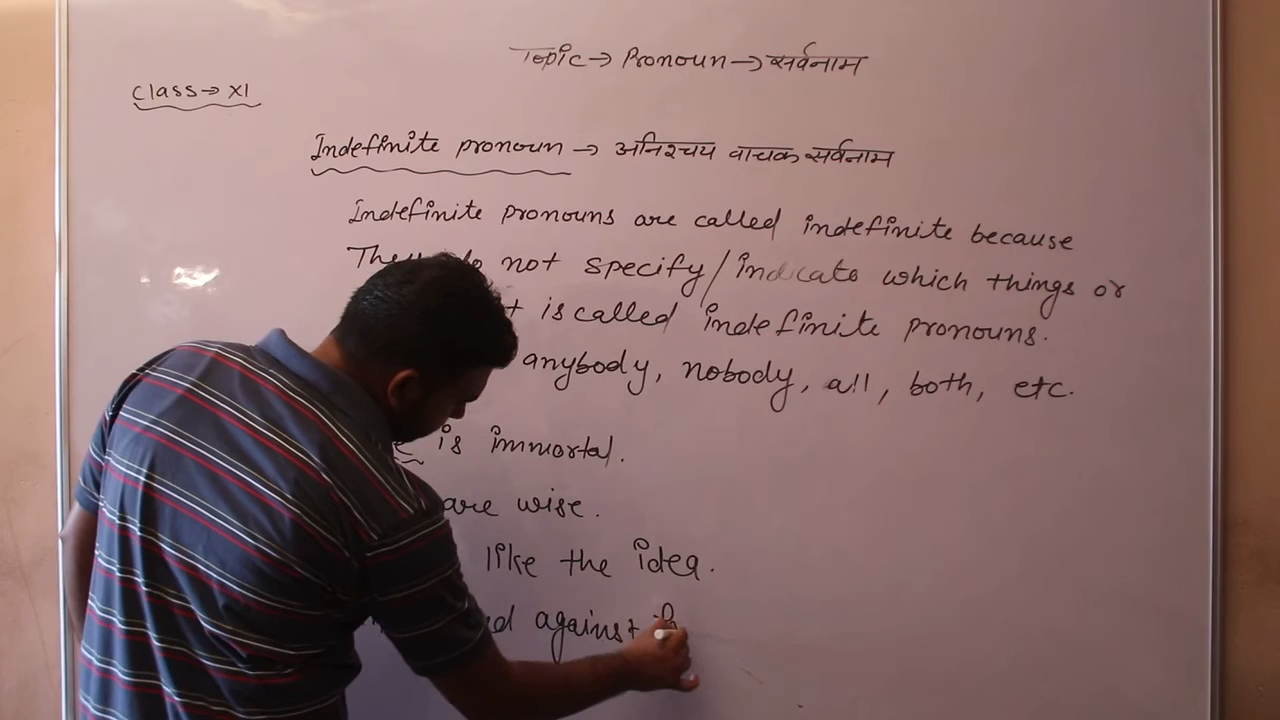 Topic → Pronoun → सर्वनाम
Class → XI
Indefinite pronoun → अनिश्चय वाचक सर्वनाम
Indefinite pronouns are called indefinite because
not specify/indicate which things or
is called indefinite pronouns.
anybody, nobody, all, both, etc.
is immortal.
are wise.
like the idea.
against